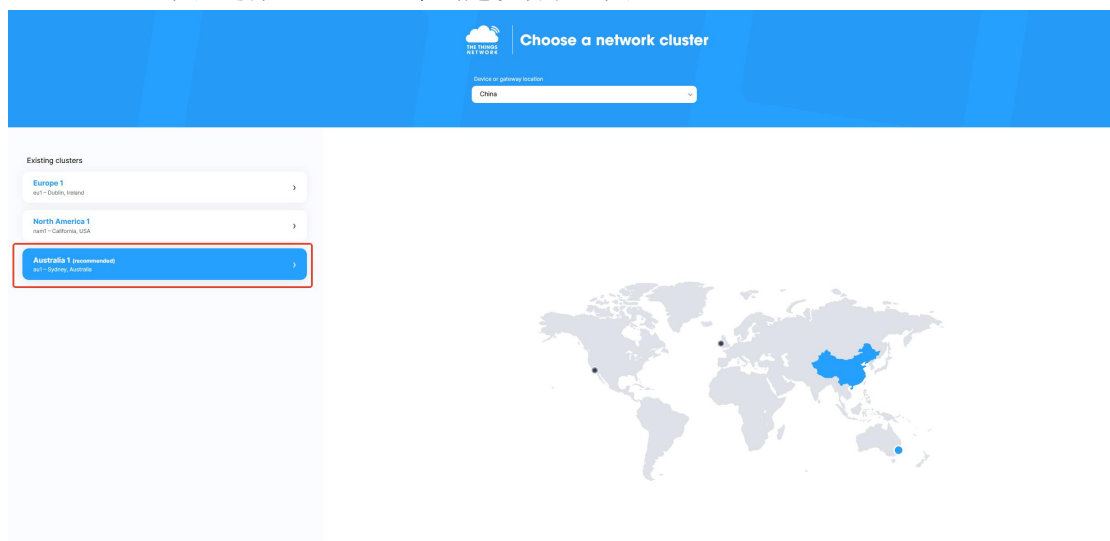 THE THINGS
NETWORK
Choose a network cluster
Device or gateway location
China
Existing clusters
Europe 1
eu1 – Dublin, Ireland
North America 1
nam1 – California, USA
Australia 1 (recommended)
au1 – Sydney, Australia